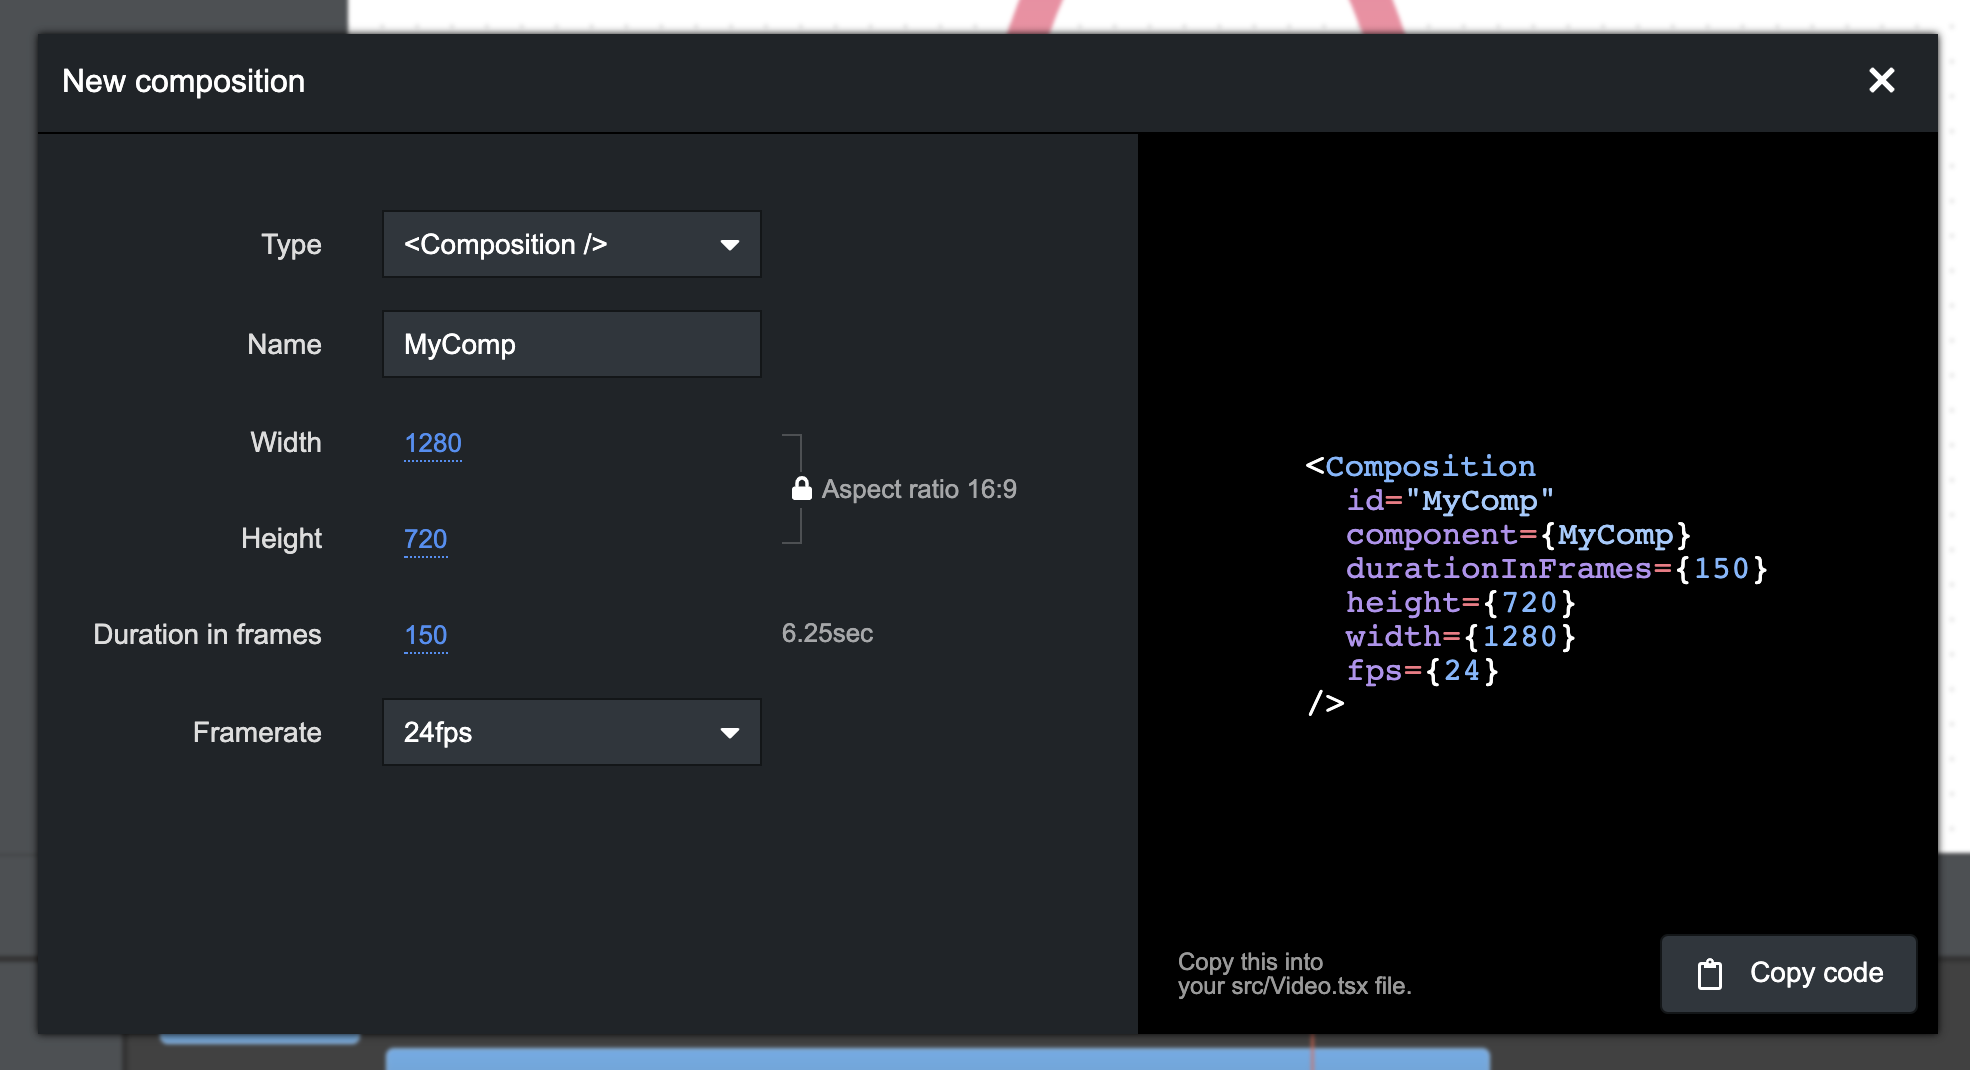 New composition
Type
<Composition />
Name
MyComp
Width
1280
Aspect ratio 16:9
Height
720
Duration in frames
150
6.25sec
Framerate
24fps
<Composition
id="MyComp"
component={MyComp}
durationInFrames={150}
height={720}
width={1280}
fps={24}
/>
Copy this into
your src/Video.tsx file.
Copy code